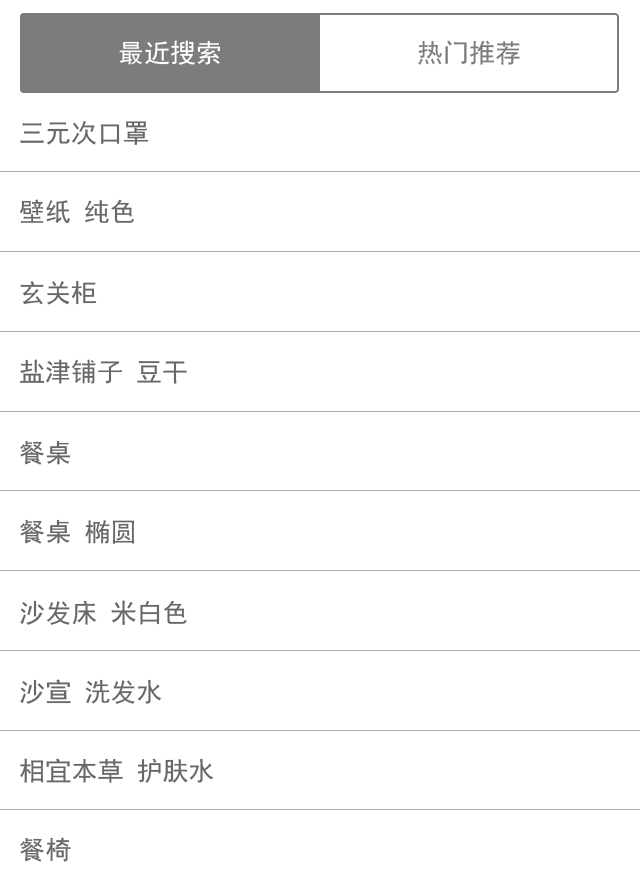 最近搜索 热门推荐
三元次口罩
壁纸 纯色
玄关柜
盐津铺子 豆干
餐桌
餐桌 椭圆
沙发床 米白色
沙宣 洗发水
相宜本草 护肤水
餐椅